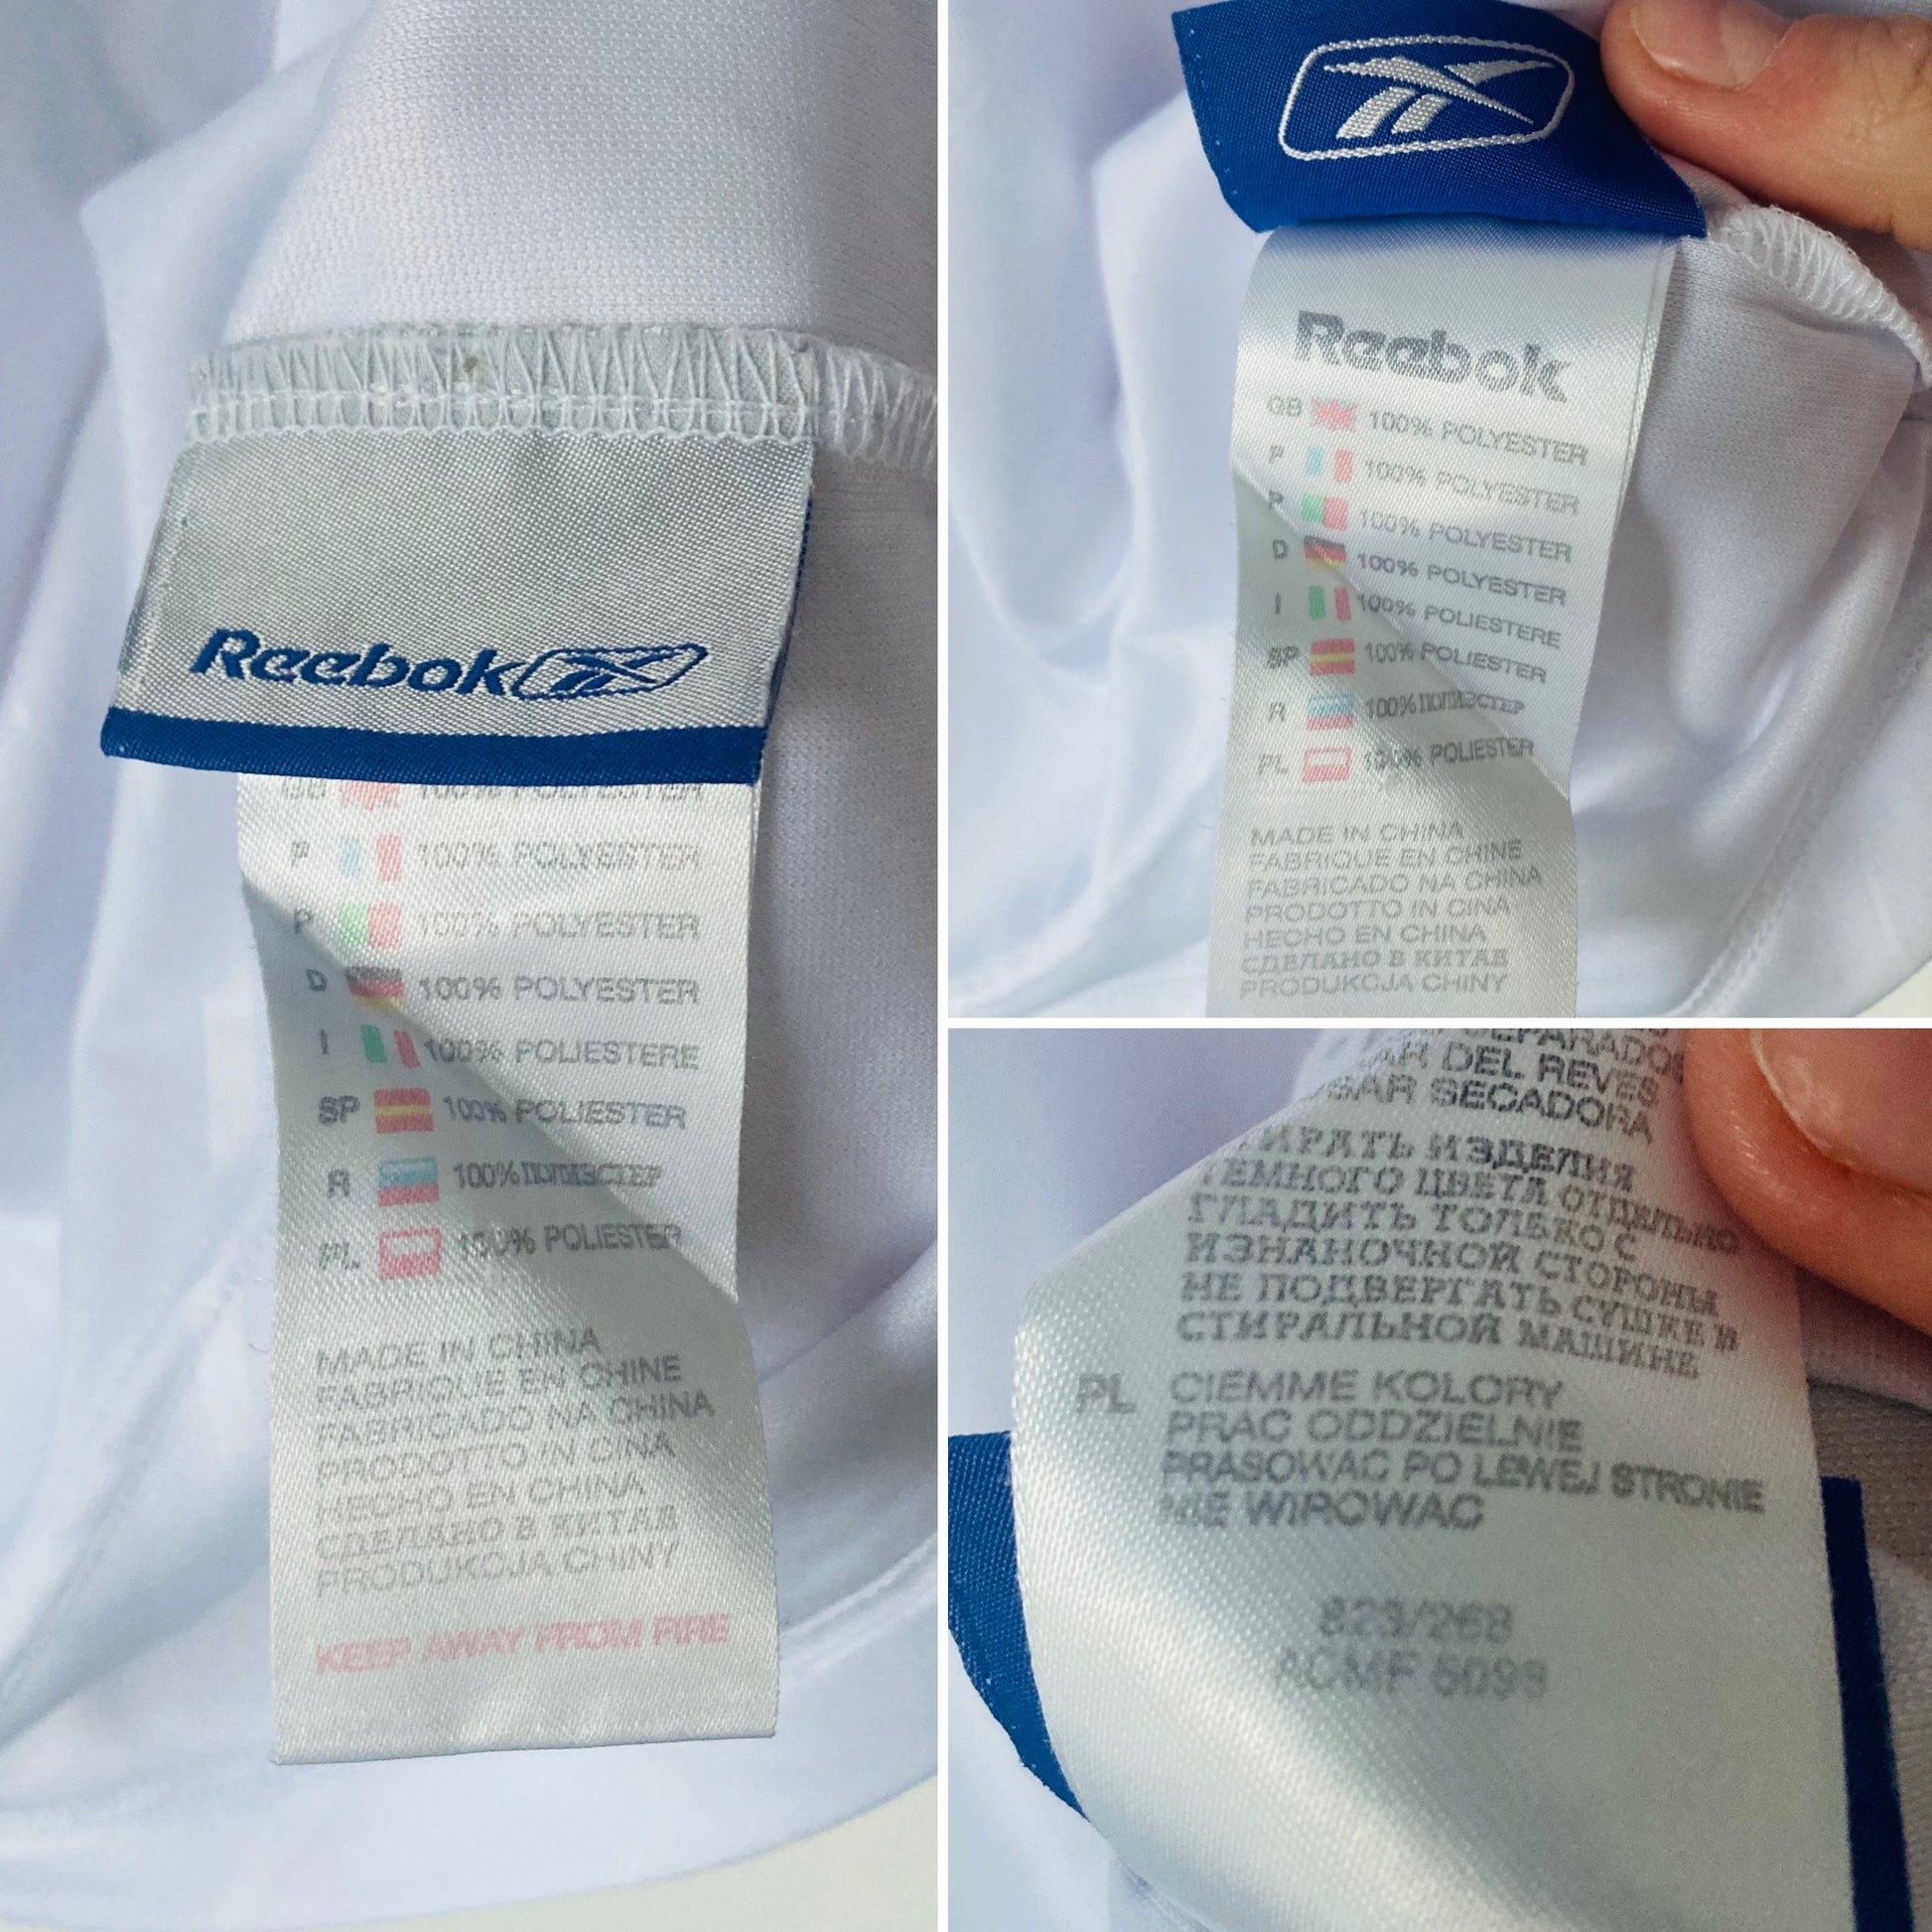 Reebok
P 100% POLYESTER
P 100% POLYESTER
D 100% POLYESTER
I 100% POLIESTERE
SP 100% POLIESTER
R 100% ПОЛИЭСТЕР
PL 100% POLIESTER
MADE IN CHINA
FABRIQUE EN CHINE
FABRICADO NA CHINA
PRODOTTO IN CINA
HECHO EN CHINA
СДЕЛАНО В КИТАЕ
PRODUKCJA CHINY
KEEP AWAY FROM FIRE
Reebok
GB 100% POLYESTER
P 100% POLYESTER
P 100% POLYESTER
D 100% POLYESTER
I 100% POLIESTERE
SP 100% POLIESTER
R 100% ПОЛИЭСТЕР
PL 100% POLIESTER
MADE IN CHINA
FABRIQUE EN CHINE
FABRICADO NA CHINA
PRODOTTO IN CINA
HECHO EN CHINA
СДЕЛАНО В КИТАЕ
PRODUKCJA CHINY
DEL REVES
SECADORA
ИЗДЕЛИЯ
ТЕМНОГО ЦВЕТА ОТДЕЛЬНО
ГЛАДИТЬ ТОЛЬКО С
ИЗНАНОЧНОЙ СТОРОНЫ
НЕ ПОДВЕРГАТЬ СУШКЕ В
СТИРАЛЬНОЙ МАШИНЕ
PL CIEMME KOLORY
PRAC ODDZIELNIE
PRASOWAC PO LEWEJ STRONIE
NIE WIROWAC
823/268
ACMF 5098